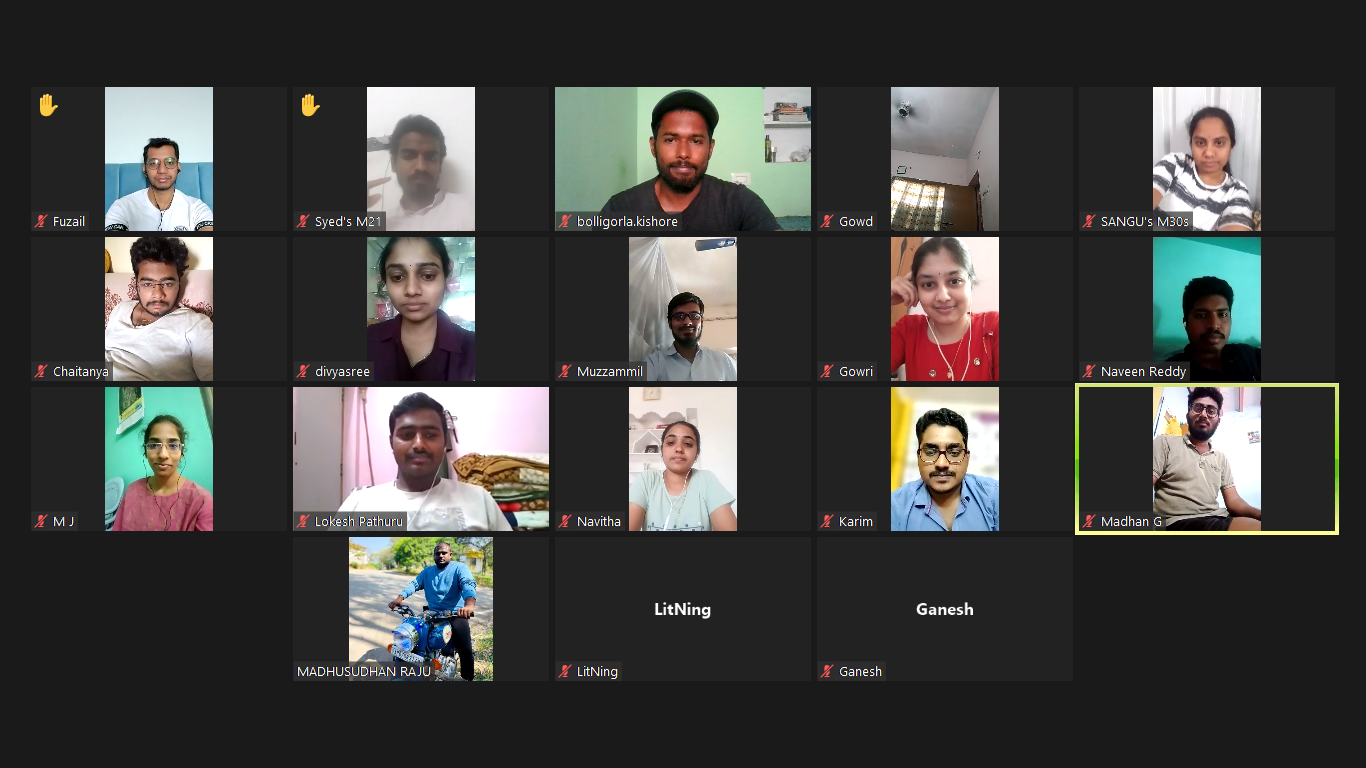 Fuzail
Syed's M21
bolligorla.kishore
Gowd
SANGU's M30s
Chaitanya
divyasree
Muzzammil
Gowri
Naveen Reddy
M J
Lokesh Pathuru
Navitha
Karim
Madhan G
MADHUSUDHAN RAJU
LitNing
LitNing
Ganesh
Ganesh